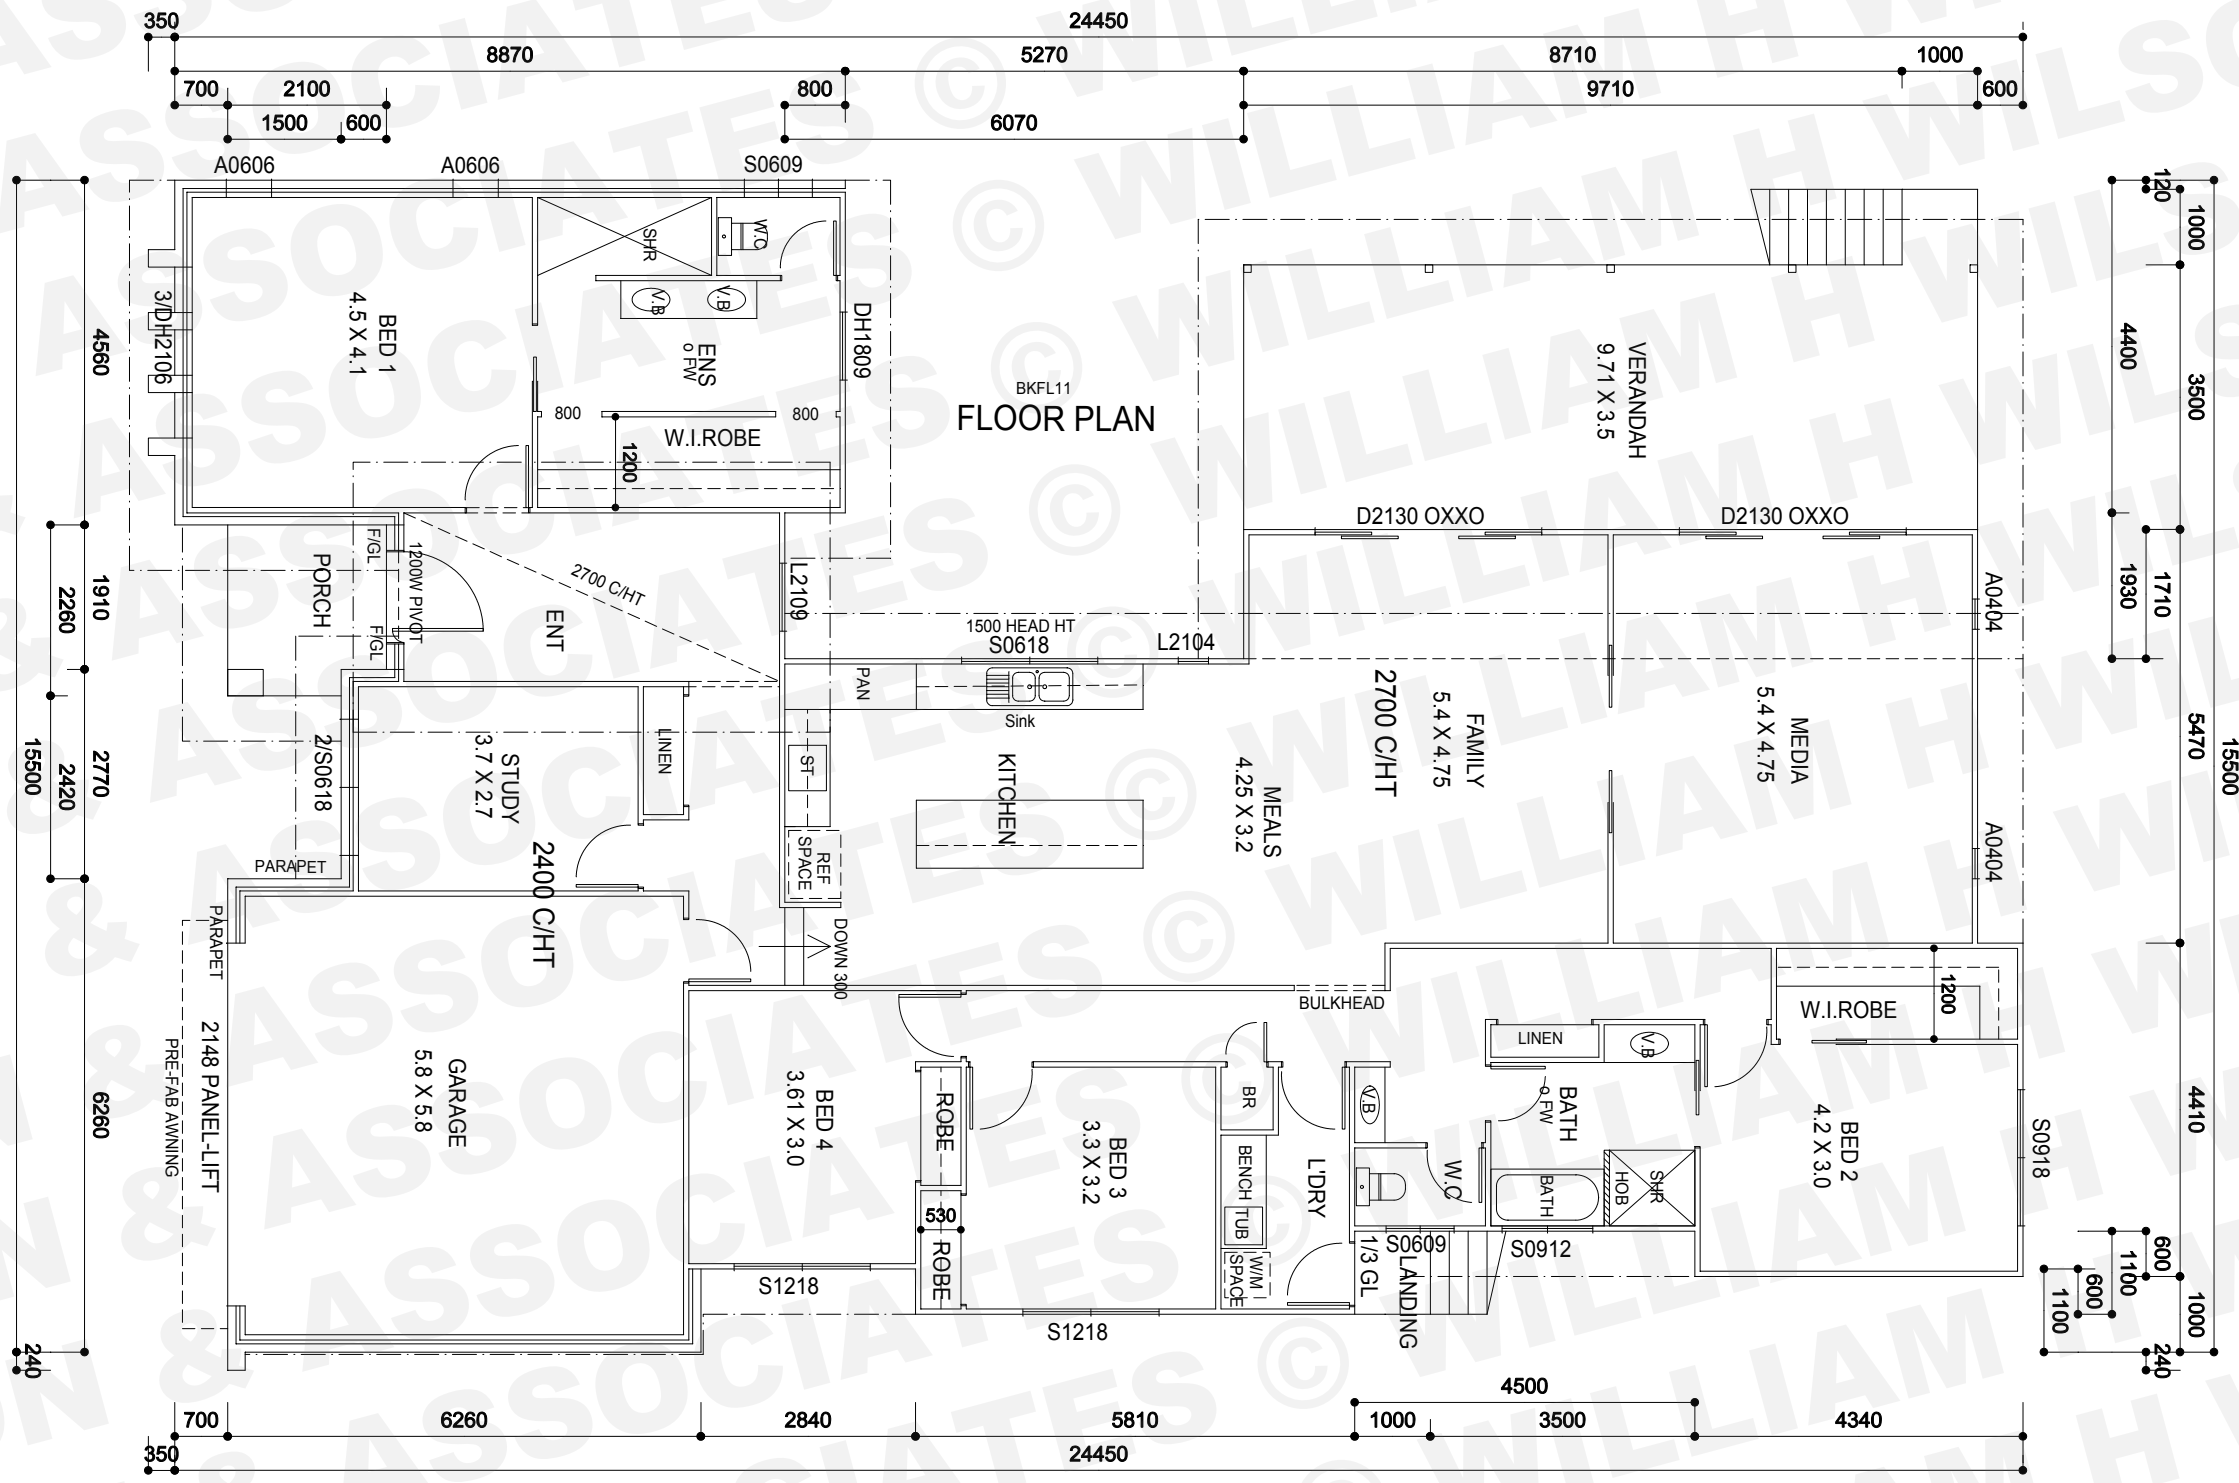 350
24450
8870
5270
8710
1000
700
2100
800
9710
600
1500
600
6070
A0606
A0606
S0609
120
1000
4560
4400
3500
15500
1910
2260
1930
1710
5470
2770
2420
15500
4410
6260
600
1100
600
1100
1000
240
240
3/DH2106
BED 1
4.5 X 4.1
SHR
W.C
V.B
V.B
ENS
o FW
DH1809
800
800
W.I.ROBE
1200
BKFL11
FLOOR PLAN
VERANDAH
9.71 X 3.5
D2130 OXXO
D2130 OXXO
PORCH
F/GL
1200W PIVOT
F/GL
2700 C/HT
ENT
L2109
1500 HEAD HT
S0618
L2104
A0404
PAN
Sink
2700 C/HT
FAMILY
5.4 X 4.75
MEDIA
5.4 X 4.75
2/S0618
STUDY
3.7 X 2.7
LINEN
ST
KITCHEN
MEALS
4.25 X 3.2
REF
SPACE
A0404
PARAPET
2400 C/HT
PARAPET
DOWN 300
BULKHEAD
1200
W.I.ROBE
2148 PANEL-LIFT
PRE-FAB AWNING
GARAGE
5.8 X 5.8
BED 4
3.61 X 3.0
ROBE
530
ROBE
BED 3
3.3 X 3.2
BR
BENCH
TUB
W/M
SPACE
L'DRY
V.B
W.C
LINEN
V.B
BATH
o FW
BATH
HOB
SHR
BED 2
4.2 X 3.0
S0918
S0609
S0912
1/3 GL
LANDING
S1218
S1218
4500
700
6260
2840
5810
1000
3500
4340
350
24450
& ASSOCIATES © WILLIAM H WILSON & ASSOCIATES © WILLIAM H WILSON